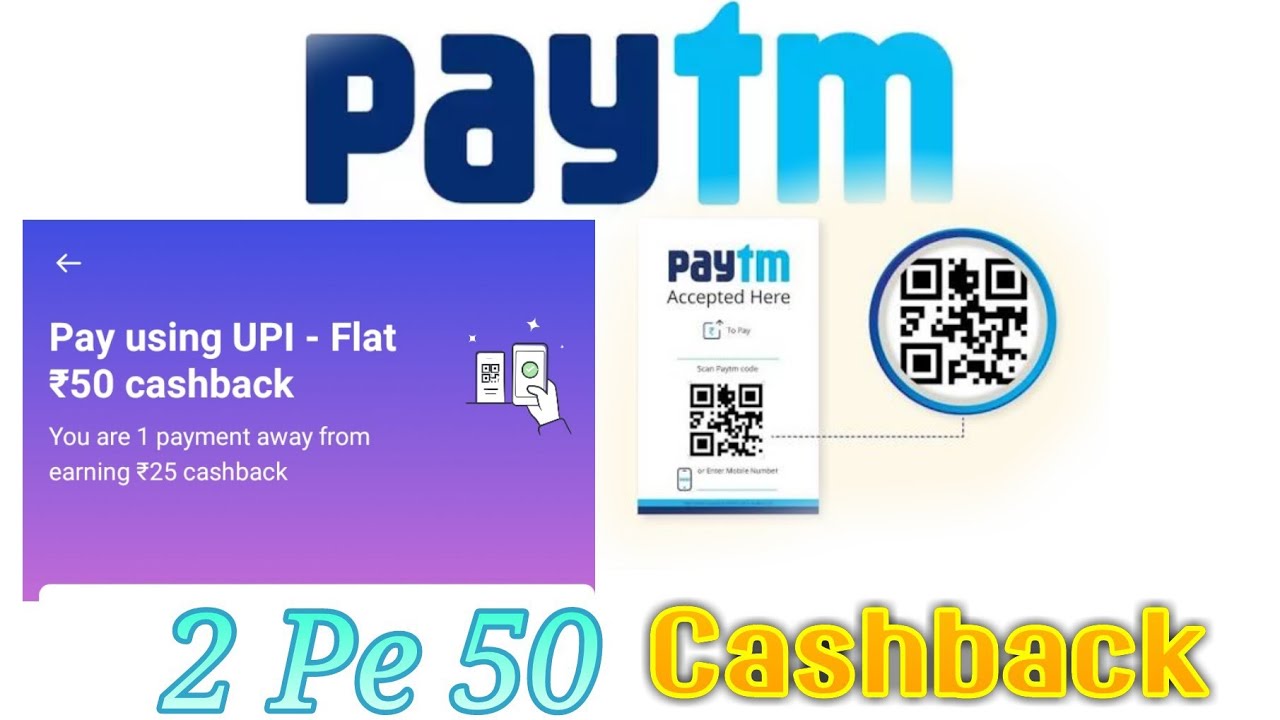 paytm
Pay using UPI - Flat
₹50 cashback
You are 1 payment away from
earning ₹25 cashback
paytm
Accepted Here
To Pay
Scan Paytm code
or Enter Mobile Number
2 Pe 50 Cashback